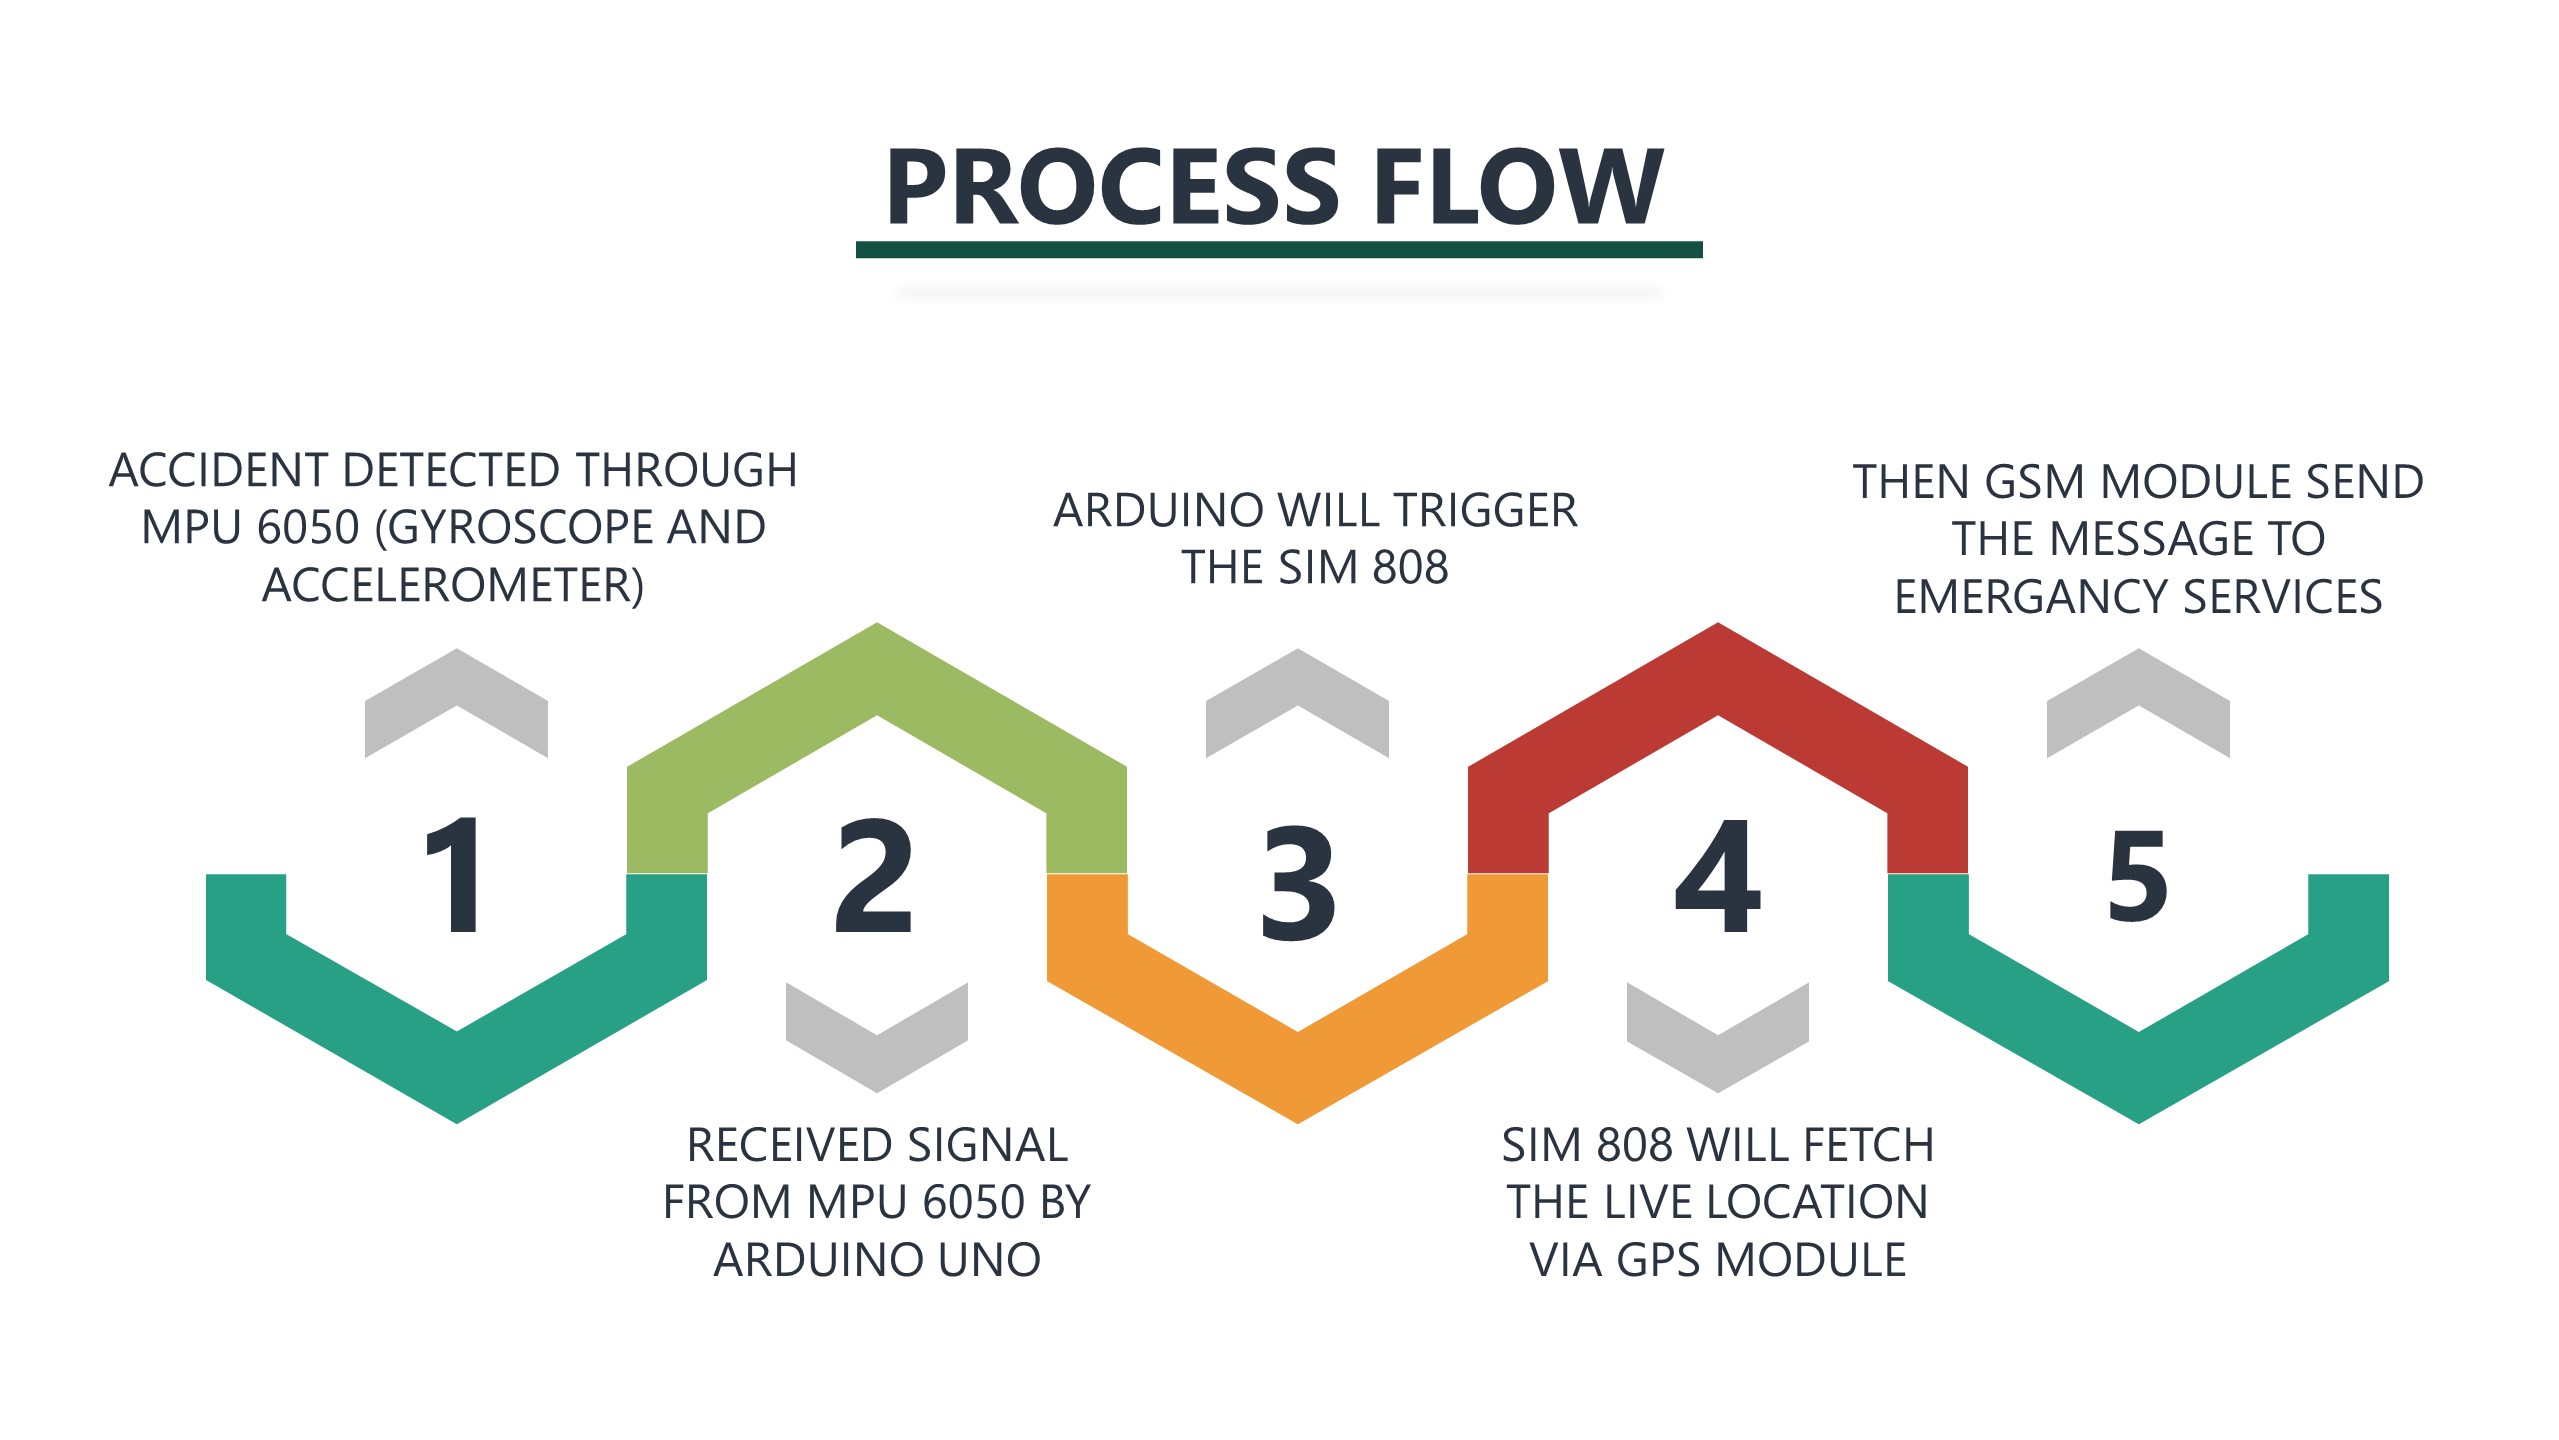 PROCESS FLOW
ACCIDENT DETECTED THROUGH
MPU 6050 (GYROSCOPE AND
ACCELEROMETER)
1
RECEIVED SIGNAL
FROM MPU 6050 BY
ARDUINO UNO
2
ARDUINO WILL TRIGGER
THE SIM 808
3
SIM 808 WILL FETCH
THE LIVE LOCATION
VIA GPS MODULE
4
THEN GSM MODULE SEND
THE MESSAGE TO
EMERGANCY SERVICES
5